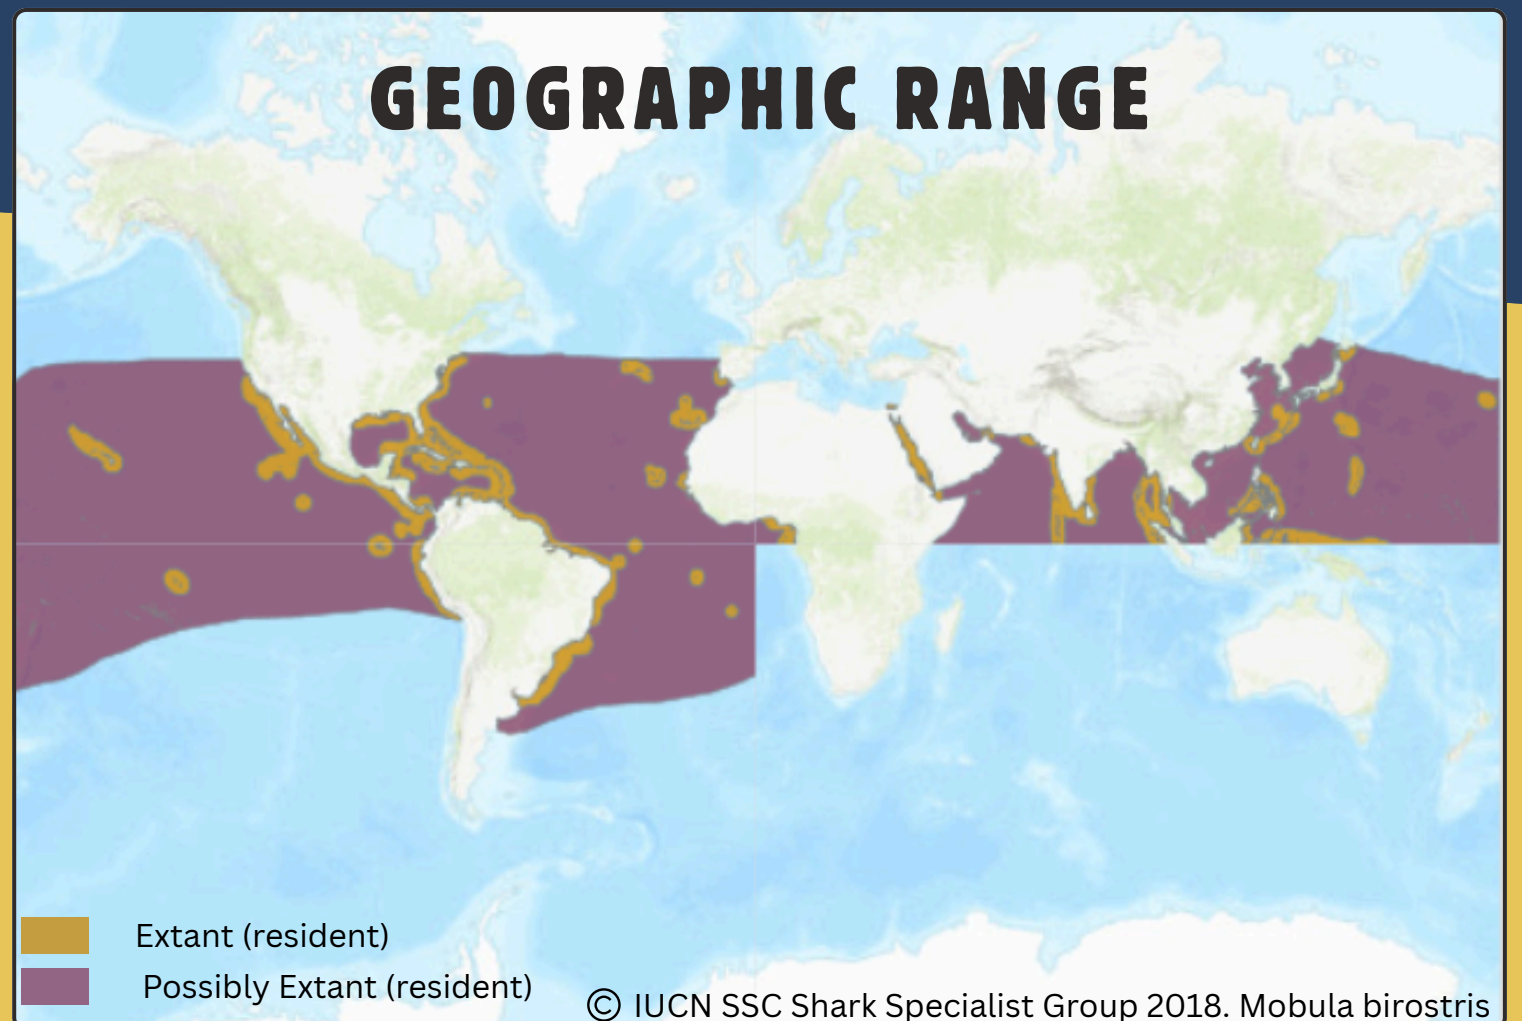 GEOGRAPHIC RANGE
Extant (resident)
Possibly Extant (resident)
© IUCN SSC Shark Specialist Group 2018. Mobula birostris